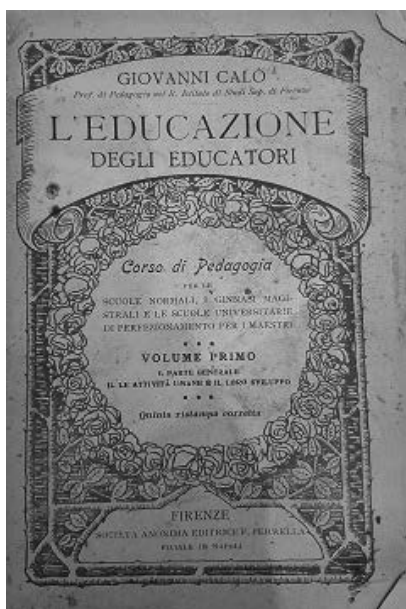 GIOVANNI CALÒ
Prof. di Pedagogia nel R. Istituto di Studi Sup. di Firenze
L'EDUCAZIONE
DEGLI EDUCATORI
Corso di Pedagogia
PER LE
SCUOLE NORMALI, I GINNASI MAGI-
STRALI E LE SCUOLE UNIVERSITARIE
DI PERFEZIONAMENTO PER I MAESTRI
VOLUME PRIMO
I. PARTE GENERALE
II. LE ATTIVITÀ UMANE E IL LORO SVILUPPO
Quinta ristampa corretta
FIRENZE
SOCIETÀ ANONIMA EDITRICE F. PERRELLA
FILIALE IN NAPOLI